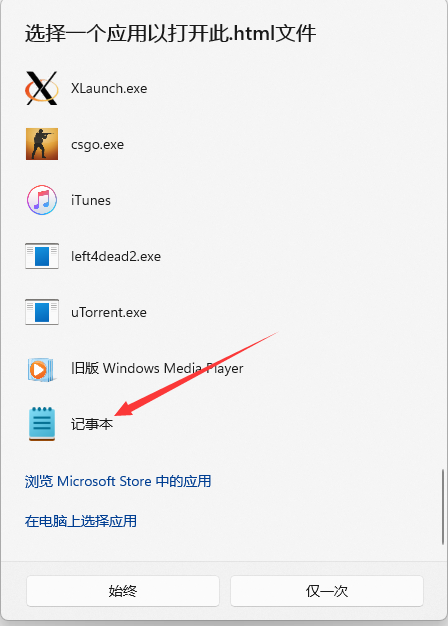 选择一个应用以打开此.html文件
XLaunch.exe
csgo.exe
iTunes
left4dead2.exe
uTorrent.exe
旧版 Windows Media Player
记事本
浏览 Microsoft Store 中的应用
在电脑上选择应用
始终
仅一次